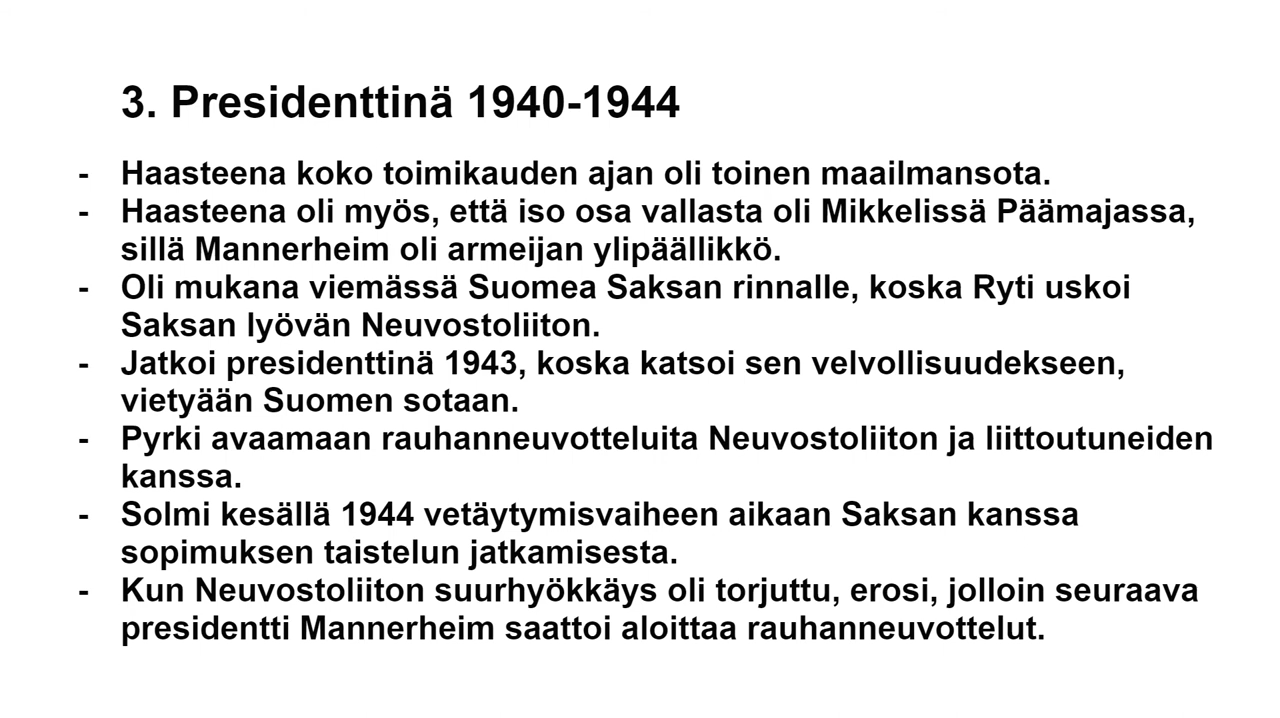 3. Presidenttinä 1940-1944
- Haasteena koko toimikauden ajan oli toinen maailmansota.
- Haasteena oli myös, että iso osa vallasta oli Mikkelissä Päämajassa,
sillä Mannerheim oli armeijan ylipäällikkö.
- Oli mukana viemässä Suomea Saksan rinnalle, koska Ryti uskoi
Saksan lyövän Neuvostoliiton.
- Jatkoi presidenttinä 1943, koska katsoi sen velvollisuudekseen,
vietyään Suomen sotaan.
- Pyrki avaamaan rauhanneuvotteluita Neuvostoliiton ja liittoutuneiden
kanssa.
- Solmi kesällä 1944 vetäytymisvaiheen aikaan Saksan kanssa
sopimuksen taistelun jatkamisesta.
- Kun Neuvostoliiton suurhyökkäys oli torjuttu, erosi, jolloin seuraava
presidentti Mannerheim saattoi aloittaa rauhanneuvottelut.